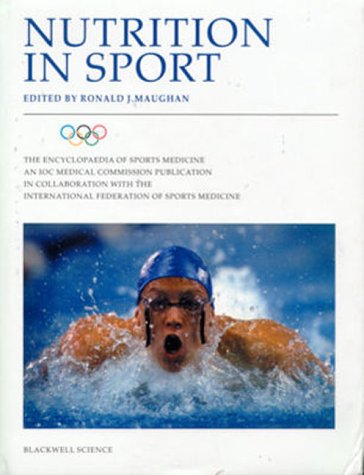 NUTRITION
IN SPORT
EDITED BY RONALD J.MAUGHAN
THE ENCYCLOPAEDIA OF SPORTS MEDICINE
AN IOC MEDICAL COMMISSION PUBLICATION
IN COLLABORATION WITH THE
INTERNATIONAL FEDERATION OF SPORTS MEDICINE
BLACKWELL SCIENCE